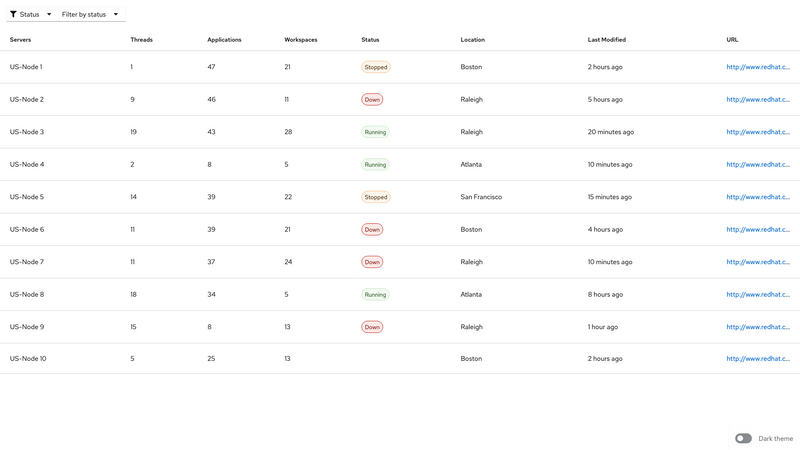 Status Filter by status
Servers Threads Applications Workspaces Status Location Last Modified URL
US-Node 1 1 47 21 Stopped Boston 2 hours ago http://www.redhat.c...
US-Node 2 9 46 11 Down Raleigh 5 hours ago http://www.redhat.c...
US-Node 3 19 43 28 Running Raleigh 20 minutes ago http://www.redhat.c...
US-Node 4 2 8 5 Running Atlanta 10 minutes ago http://www.redhat.c...
US-Node 5 14 39 22 Stopped San Francisco 15 minutes ago http://www.redhat.c...
US-Node 6 11 39 21 Down Boston 4 hours ago http://www.redhat.c...
US-Node 7 11 37 24 Down Raleigh 10 minutes ago http://www.redhat.c...
US-Node 8 18 34 5 Running Atlanta 8 hours ago http://www.redhat.c...
US-Node 9 15 8 13 Down Raleigh 1 hour ago http://www.redhat.c...
US-Node 10 5 25 13 Boston 2 hours ago http://www.redhat.c...
Dark theme